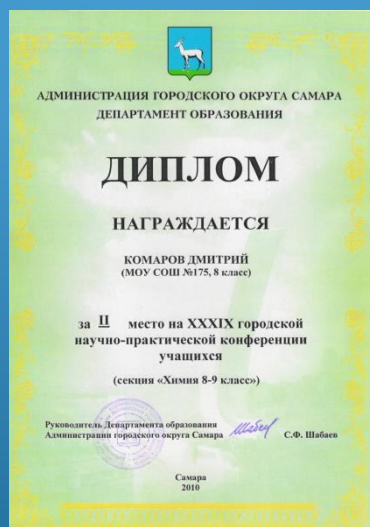 АДМИНИСТРАЦИЯ ГОРОДСКОГО ОКРУГА САМАРА
ДЕПАРТАМЕНТ ОБРАЗОВАНИЯ
ДИПЛОМ
НАГРАЖДАЕТСЯ
КОМАРОВ ДМИТРИЙ
(МОУ СОШ №175, 8 класс)
за II место на XXXIX городской
научно-практической конференции
учащихся
(секция «Химия 8-9 класс»)
Руководитель Департамента образования
Администрации городского округа Самара С.Ф. Шабаев
Самара
2010